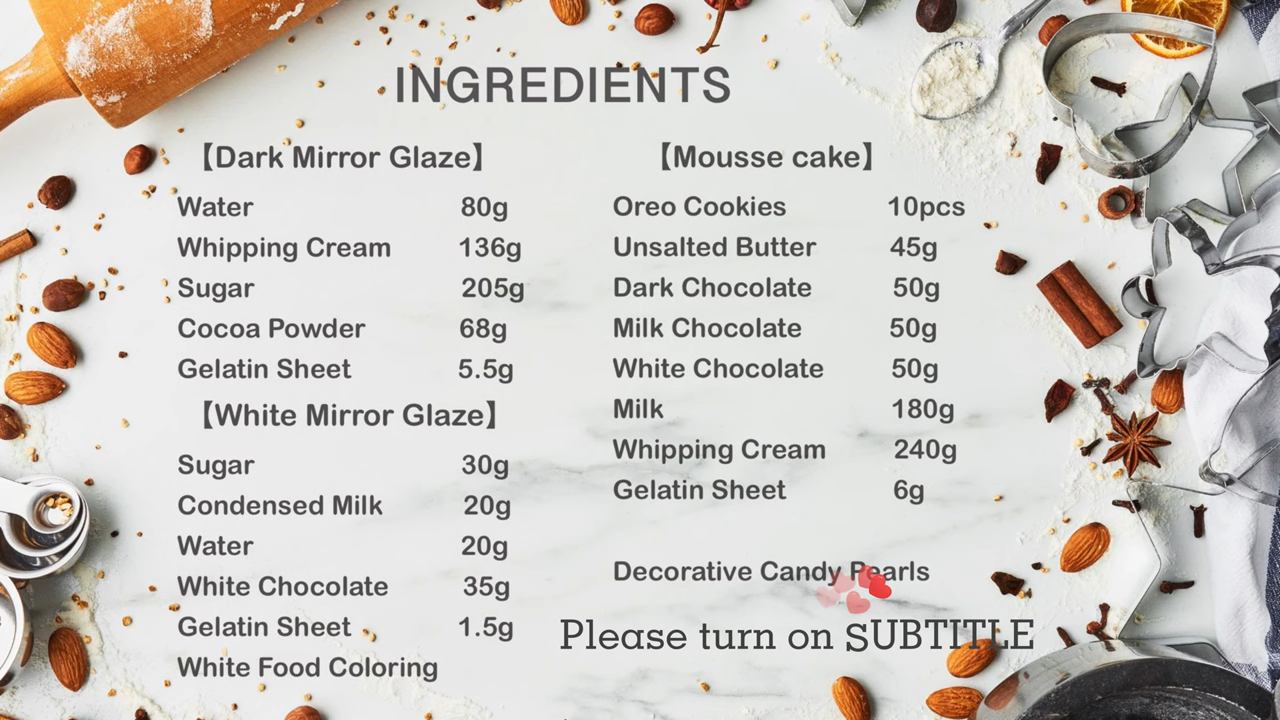 INGREDIENTS
【Dark Mirror Glaze】
Water 80g
Whipping Cream 136g
Sugar 205g
Cocoa Powder 68g
Gelatin Sheet 5.5g
【White Mirror Glaze】
Sugar 30g
Condensed Milk 20g
Water 20g
White Chocolate 35g
Gelatin Sheet 1.5g
White Food Coloring
【Mousse cake】
Oreo Cookies 10pcs
Unsalted Butter 45g
Dark Chocolate 50g
Milk Chocolate 50g
White Chocolate 50g
Milk 180g
Whipping Cream 240g
Gelatin Sheet 6g
Decorative Candy Pearls
Please turn on SUBTITLE